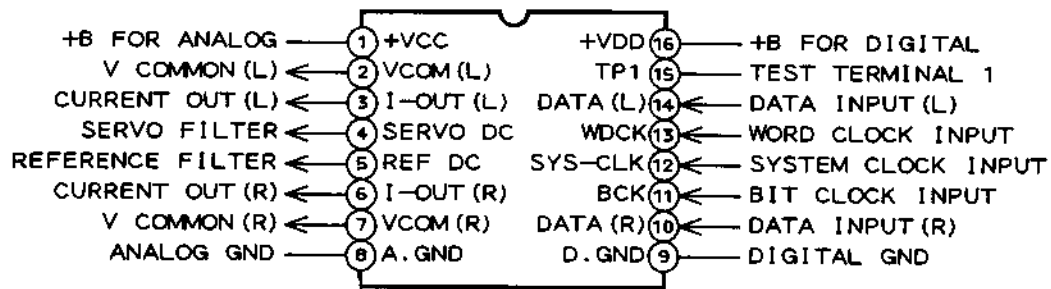 +B FOR ANALOG 1 +VCC +VDD 16 +B FOR DIGITAL
V COMMON (L) 2 VCOM (L) TP1 15 TEST TERMINAL 1
CURRENT OUT (L) 3 I-OUT (L) DATA (L) 14 DATA INPUT (L)
SERVO FILTER 4 SERVO DC WDCK 13 WORD CLOCK INPUT
REFERENCE FILTER 5 REF DC SYS-CLK 12 SYSTEM CLOCK INPUT
CURRENT OUT (R) 6 I-OUT (R) BCK 11 BIT CLOCK INPUT
V COMMON (R) 7 VCOM (R) DATA (R) 10 DATA INPUT (R)
ANALOG GND 8 A.GND D.GND 9 DIGITAL GND